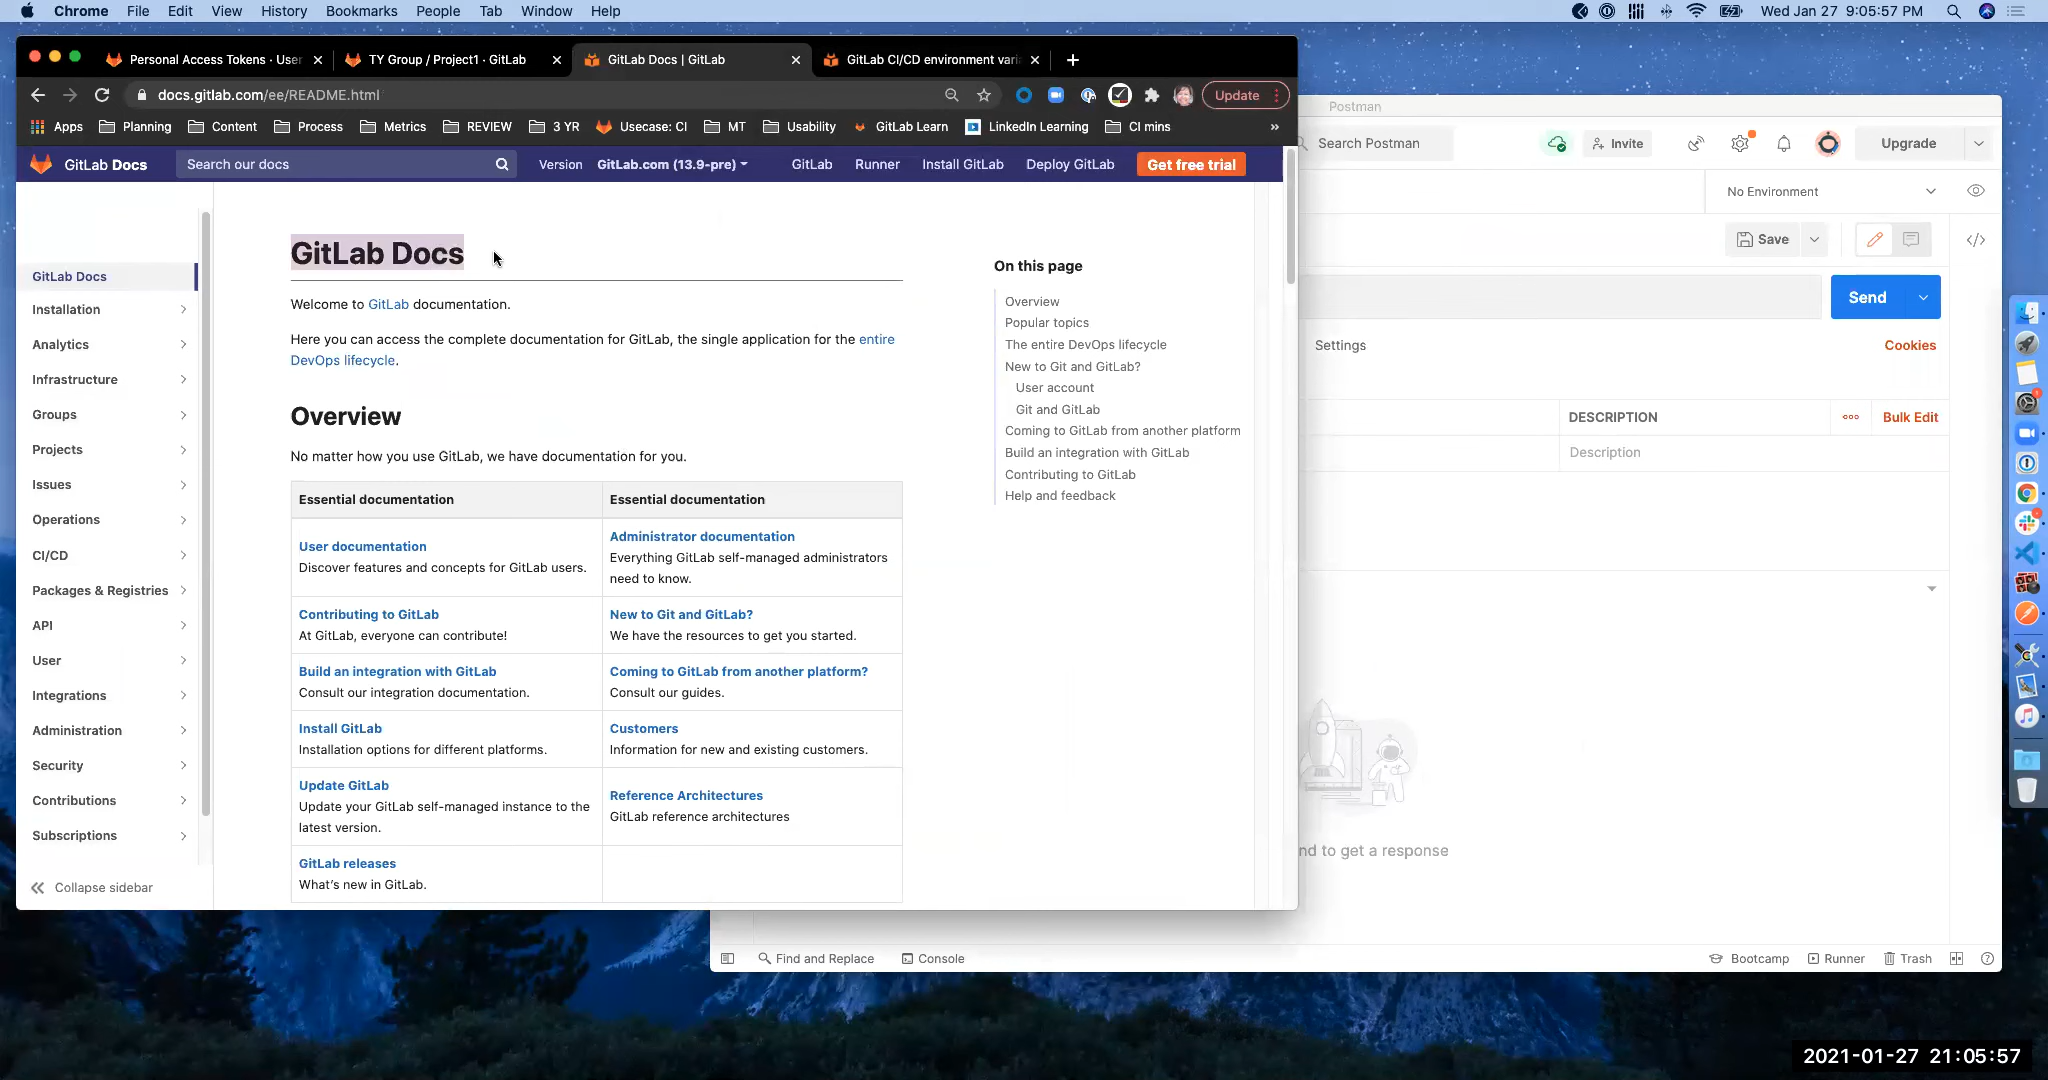 Chrome File Edit View History Bookmarks People Tab Window Help
Wed Jan 27 9:05:57 PM
Personal Access Tokens · User
TY Group / Project1 · GitLab
GitLab Docs | GitLab
GitLab CI/CD environment vari
docs.gitlab.com/ee/README.html
Update
Apps Planning Content Process Metrics REVIEW 3 YR Usecase: CI MT Usability GitLab Learn LinkedIn Learning CI mins »
GitLab Docs
Search our docs
Version GitLab.com (13.9-pre)
GitLab Runner Install GitLab Deploy GitLab Get free trial
GitLab Docs
Installation
Analytics
Infrastructure
Groups
Projects
Issues
Operations
CI/CD
Packages & Registries
API
User
Integrations
Administration
Security
Contributions
Subscriptions
Collapse sidebar
GitLab Docs
Welcome to GitLab documentation.
Here you can access the complete documentation for GitLab, the single application for the entire
DevOps lifecycle.
Overview
No matter how you use GitLab, we have documentation for you.
Essential documentation Essential documentation
User documentation
Discover features and concepts for GitLab users.
Administrator documentation
Everything GitLab self-managed administrators
need to know.
Contributing to GitLab
At GitLab, everyone can contribute!
New to Git and GitLab?
We have the resources to get you started.
Build an integration with GitLab
Consult our integration documentation.
Coming to GitLab from another platform?
Consult our guides.
Install GitLab
Installation options for different platforms.
Customers
Information for new and existing customers.
Update GitLab
Update your GitLab self-managed instance to the
latest version.
Reference Architectures
GitLab reference architectures
GitLab releases
What's new in GitLab.
On this page
Overview
Popular topics
The entire DevOps lifecycle
New to Git and GitLab?
User account
Git and GitLab
Coming to GitLab from another platform
Build an integration with GitLab
Contributing to GitLab
Help and feedback
Postman
Search Postman
Invite
Upgrade
No Environment
Save
Send
Settings
Cookies
DESCRIPTION
Bulk Edit
Description
nd to get a response
Find and Replace
Console
Bootcamp
Runner
Trash
2021-01-27 21:05:57